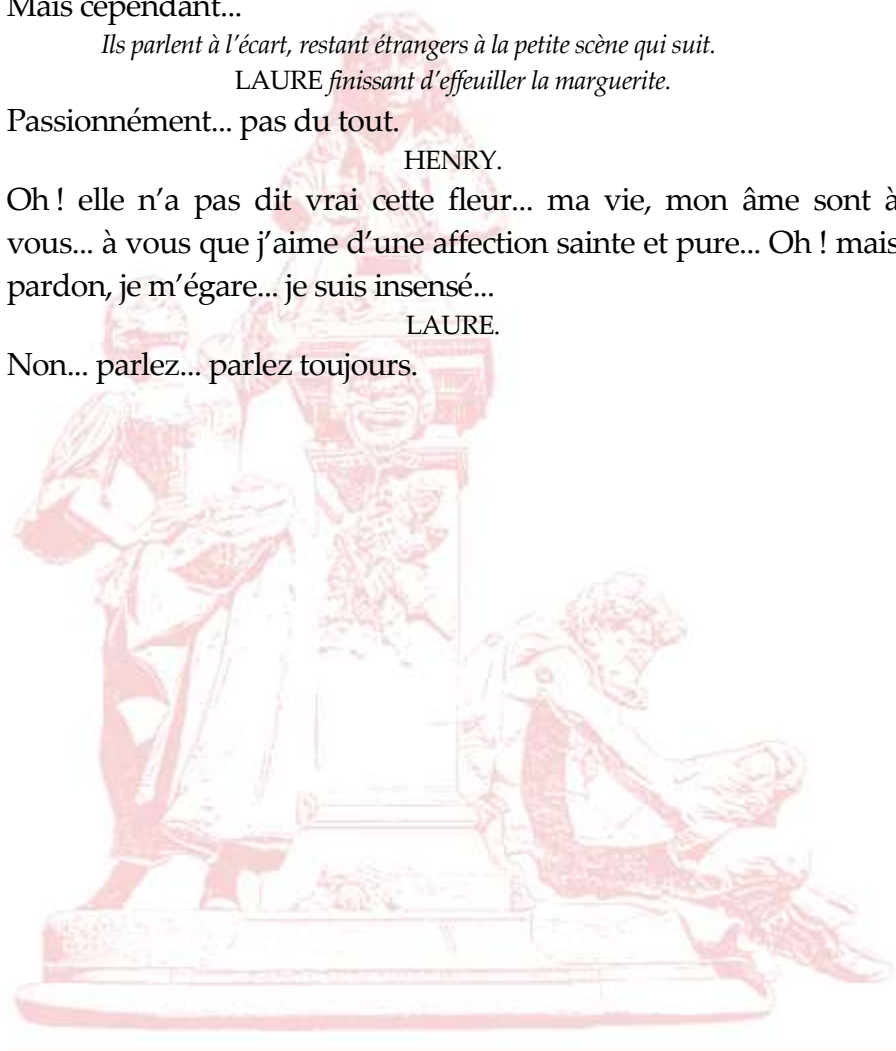 Mais cependant...
Ils parlent à l’écart, restant étrangers à la petite scène qui suit.
LAURE finissant d’effeuiller la marguerite.
Passionnément... pas du tout.
HENRY.
Oh ! elle n’a pas dit vrai cette fleur... ma vie, mon âme sont à
vous... à vous que j’aime d’une affection sainte et pure... Oh ! mais
pardon, je m’égare... je suis insensé...
LAURE.
Non... parlez... parlez toujours.